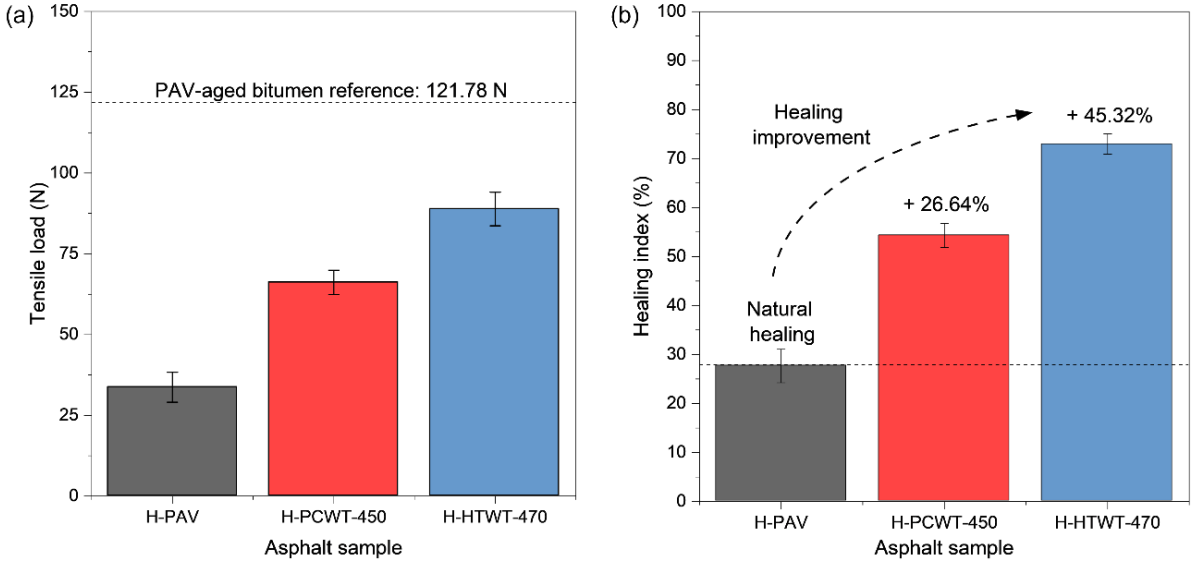 (a)
150
125
100
75
50
25
0
Tensile load (N)
PAV-aged bitumen reference: 121.78 N
H-PAV
H-PCWT-450
H-HTWT-470
Asphalt sample
(b)
100
90
80
70
60
50
40
30
20
10
0
Healing index (%)
Healing
improvement
+ 45.32%
+ 26.64%
Natural
healing
H-PAV
H-PCWT-450
H-HTWT-470
Asphalt sample